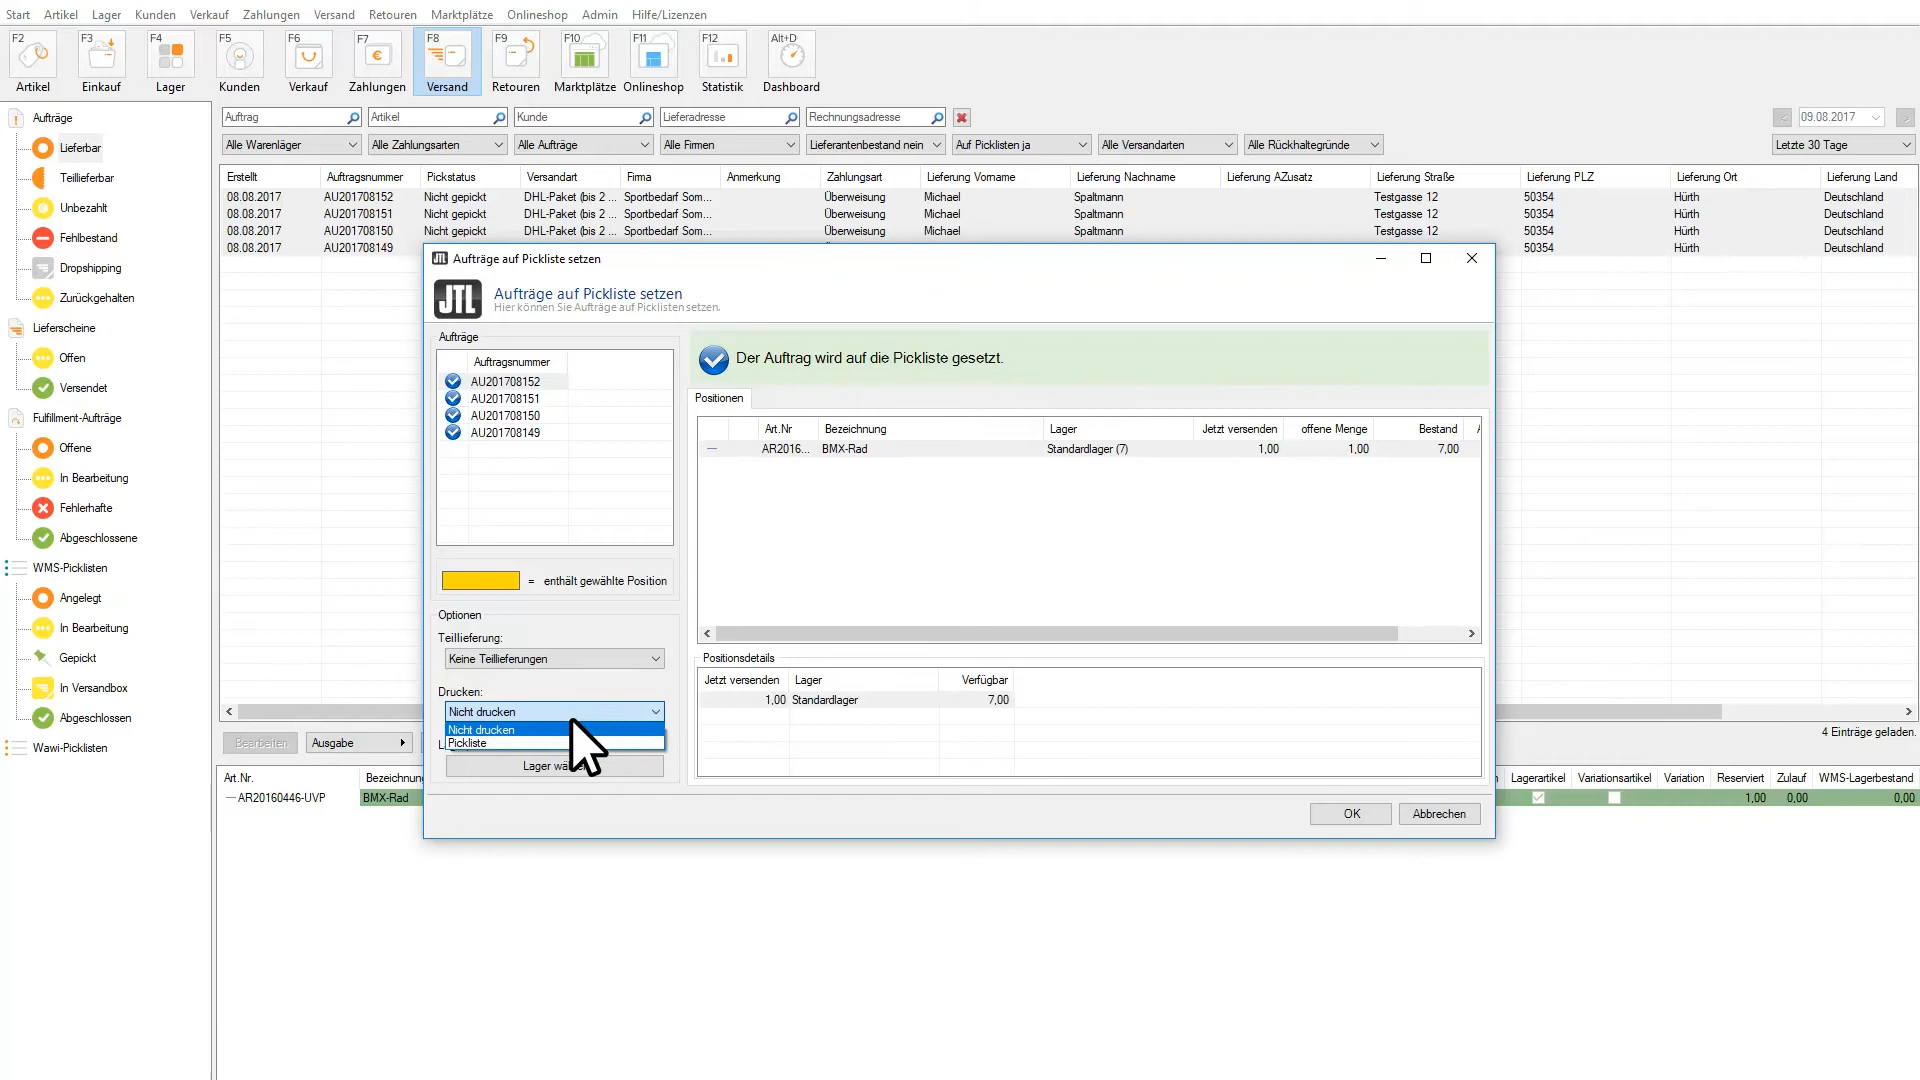 Start Artikel Lager Kunden Verkauf Zahlungen Versand Retouren Marktplätze Onlineshop Admin Hilfe/Lizenzen
F2 F3 F4 F5 F6 F7 F8 F9 F10 F11 F12 Alt+D
Artikel Einkauf Lager Kunden Verkauf Zahlungen Versand Retouren Marktplätze Onlineshop Statistik Dashboard
Aufträge
Lieferbar
Teillieferbar
Unbezahlt
Fehlbestand
Dropshipping
Zurückgehalten
Lieferscheine
Offen
Versendet
Fulfillment-Aufträge
Offene
In Bearbeitung
Fehlerhafte
Abgeschlossene
WMS-Picklisten
Angelegt
In Bearbeitung
Gepickt
In Versandbox
Abgeschlossen
Wawi-Picklisten
Auftrag Artikel Kunde Lieferadresse Rechnungsadresse 09.08.2017
Alle Warenläger Alle Zahlungsarten Alle Aufträge Alle Firmen Lieferantenbestand nein Auf Picklisten ja Alle Versandarten Alle Rückhaltegründe Letzte 30 Tage
Erstellt Auftragsnummer Pickstatus Versandart Firma Anmerkung Zahlungsart Lieferung Vorname Lieferung Nachname Lieferung AZusatz Lieferung Straße Lieferung PLZ Lieferung Ort Lieferung Land
08.08.2017 AU201708152 Nicht gepickt DHL-Paket (bis 2 ... Sportbedarf Som... Überweisung Michael Spaltmann Testgasse 12 50354 Hürth Deutschland
08.08.2017 AU201708151 Nicht gepickt DHL-Paket (bis 2 ... Sportbedarf Som... Überweisung Michael Spaltmann Testgasse 12 50354 Hürth Deutschland
08.08.2017 AU201708150 Nicht gepickt DHL-Paket (bis 2 ... Sportbedarf Som... Überweisung Michael Spaltmann Testgasse 12 50354 Hürth Deutschland
08.08.2017 AU201708149 50354 Hürth Deutschland
JTL Aufträge auf Pickliste setzen
JTL
Aufträge auf Pickliste setzen
Hier können Sie Aufträge auf Picklisten setzen.
Aufträge
Auftragsnummer
AU201708152
AU201708151
AU201708150
AU201708149
= enthält gewählte Position
Optionen
Teillieferung:
Keine Teillieferungen
Drucken:
Nicht drucken
Nicht drucken
Pickliste
Der Auftrag wird auf die Pickliste gesetzt.
Positionen
Art.Nr Bezeichnung Lager Jetzt versenden offene Menge Bestand
AR2016... BMX-Rad Standardlager (7) 1,00 1,00 7,00
Positionsdetails
Jetzt versenden Lager Verfügbar
1,00 Standardlager 7,00
Lager
OK Abbrechen
Bearbeiten Ausgabe
4 Einträge geladen.
Art.Nr. Bezeichnung Lagerartikel Variationsartikel Variation Reserviert Zulauf WMS-Lagerbestand
AR20160446-UVP BMX-Rad 1,00 0,00 0,00